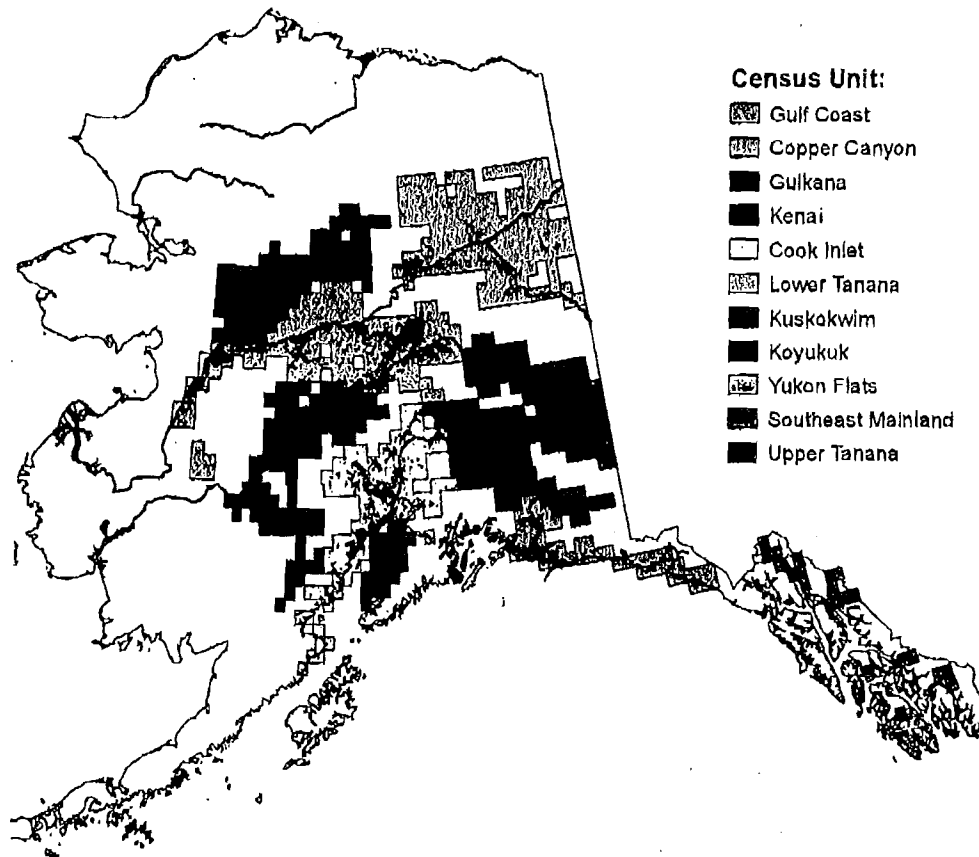 Census Unit:
Gulf Coast
Copper Canyon
Gulkana
Kenai
Cook Inlet
Lower Tanana
Kuskokwim
Koyukuk
Yukon Flats
Southeast Mainland
Upper Tanana